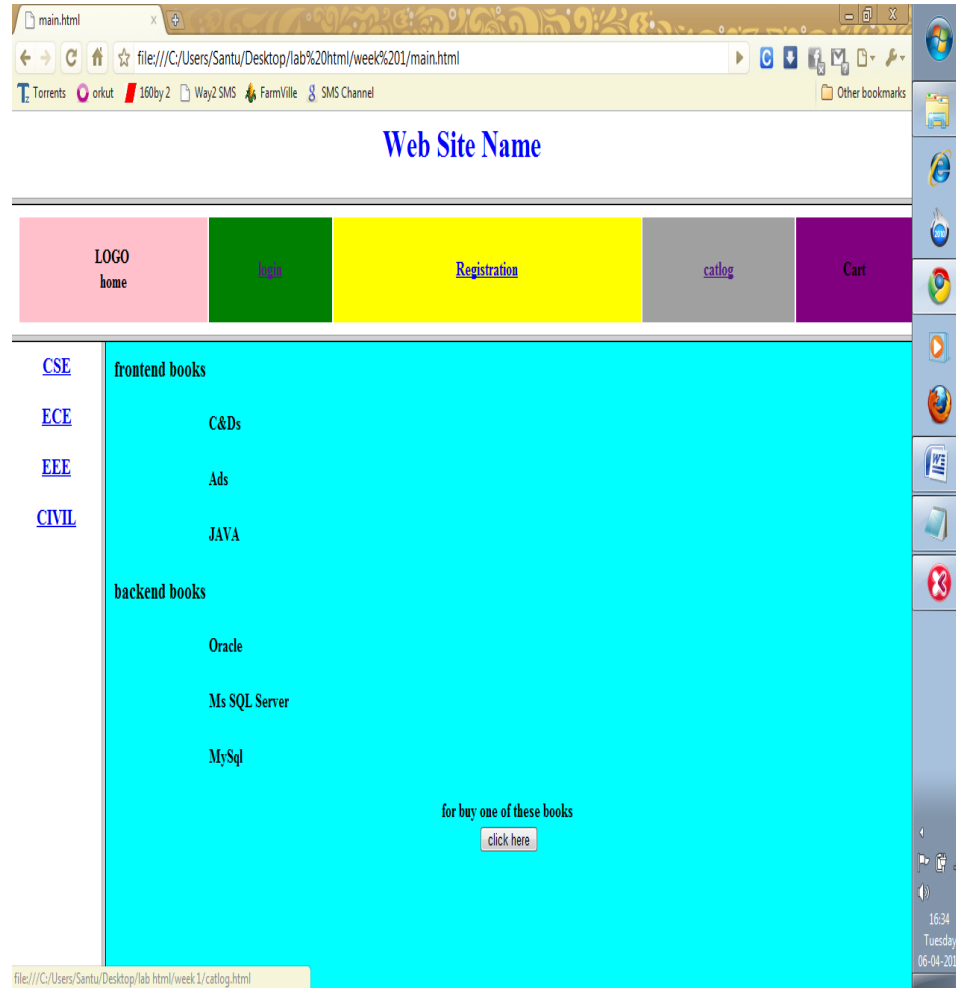 main.html
file:///C:/Users/Santu/Desktop/lab%20html/week%201/main.html
Torrents orkut 160by 2 Way2 SMS FarmVille SMS Channel Other bookmarks
Web Site Name
LOGO
home
login
Registration
catlog
Cart
CSE
ECE
EEE
CIVIL
frontend books
C&Ds
Ads
JAVA
backend books
Oracle
Ms SQL Server
MySql
for buy one of these books
click here
file:///C:/Users/Santu/Desktop/lab html/week 1/catlog.html
16:34
Tuesday
06-04-201